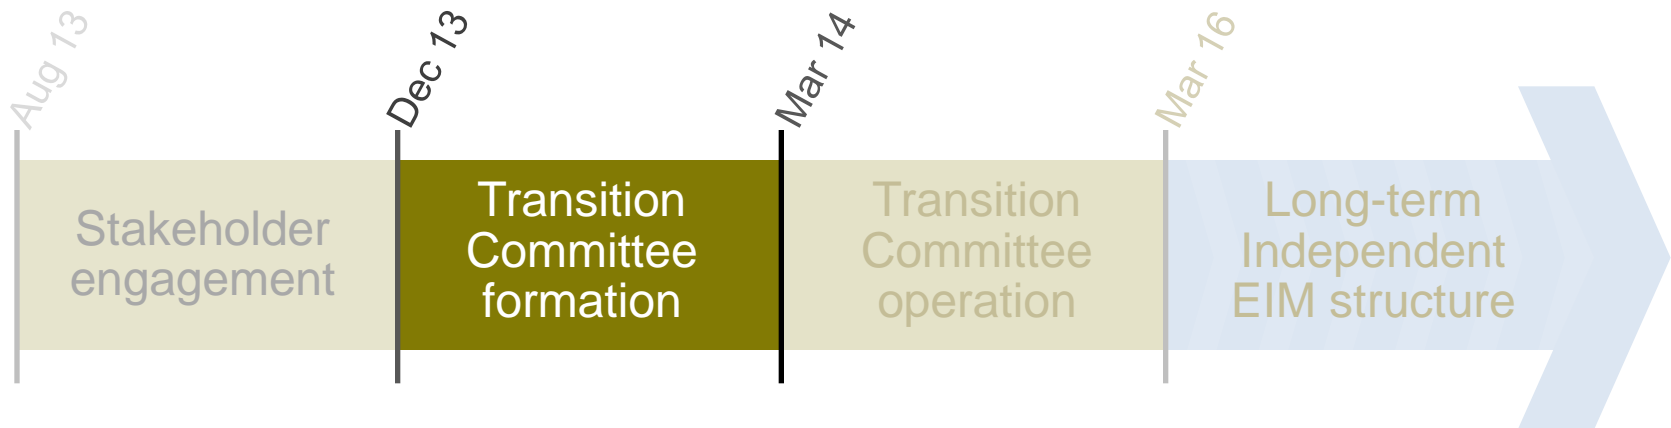 Aug 13
Dec 13
Mar 14
Mar 16
Stakeholder
engagement
Transition
Committee
formation
Transition
Committee
operation
Long-term
Independent
EIM structure